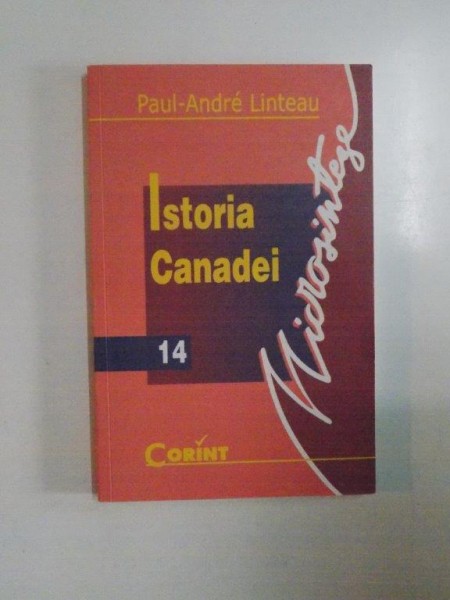 Paul-André Linteau
Istoria
Canadei
Microsinteze
14
CORINT